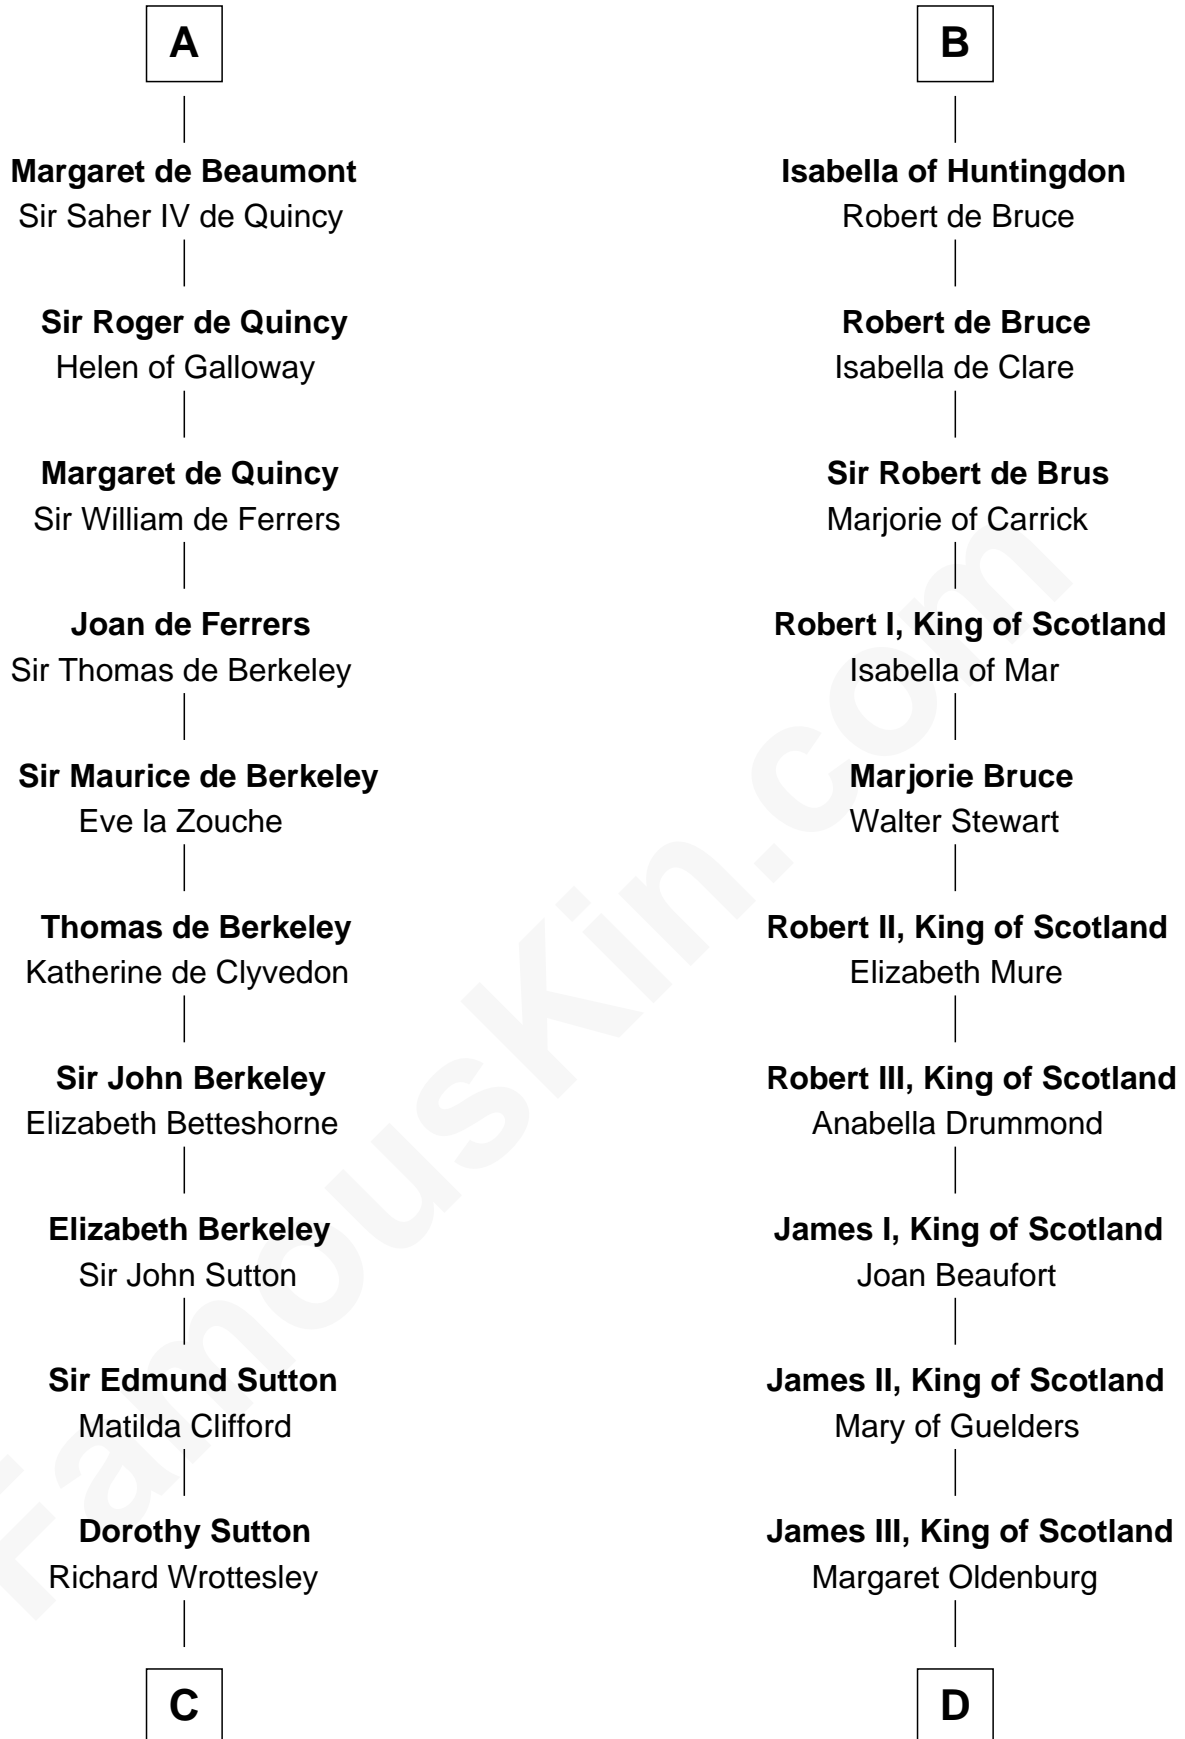 A
Margaret de Beaumont
Sir Saher IV de Quincy
Sir Roger de Quincy
Helen of Galloway
Margaret de Quincy
Sir William de Ferrers
Joan de Ferrers
Sir Thomas de Berkeley
Sir Maurice de Berkeley
Eve la Zouche
Thomas de Berkeley
Katherine de Clyvedon
Sir John Berkeley
Elizabeth Betteshorne
Elizabeth Berkeley
Sir John Sutton
Sir Edmund Sutton
Matilda Clifford
Dorothy Sutton
Richard Wrottesley
C
B
Isabella of Huntingdon
Robert de Bruce
Robert de Bruce
Isabella de Clare
Sir Robert de Brus
Marjorie of Carrick
Robert I, King of Scotland
Isabella of Mar
Marjorie Bruce
Walter Stewart
Robert II, King of Scotland
Elizabeth Mure
Robert III, King of Scotland
Anabella Drummond
James I, King of Scotland
Joan Beaufort
James II, King of Scotland
Mary of Guelders
James III, King of Scotland
Margaret Oldenburg
D
FamousKin.com